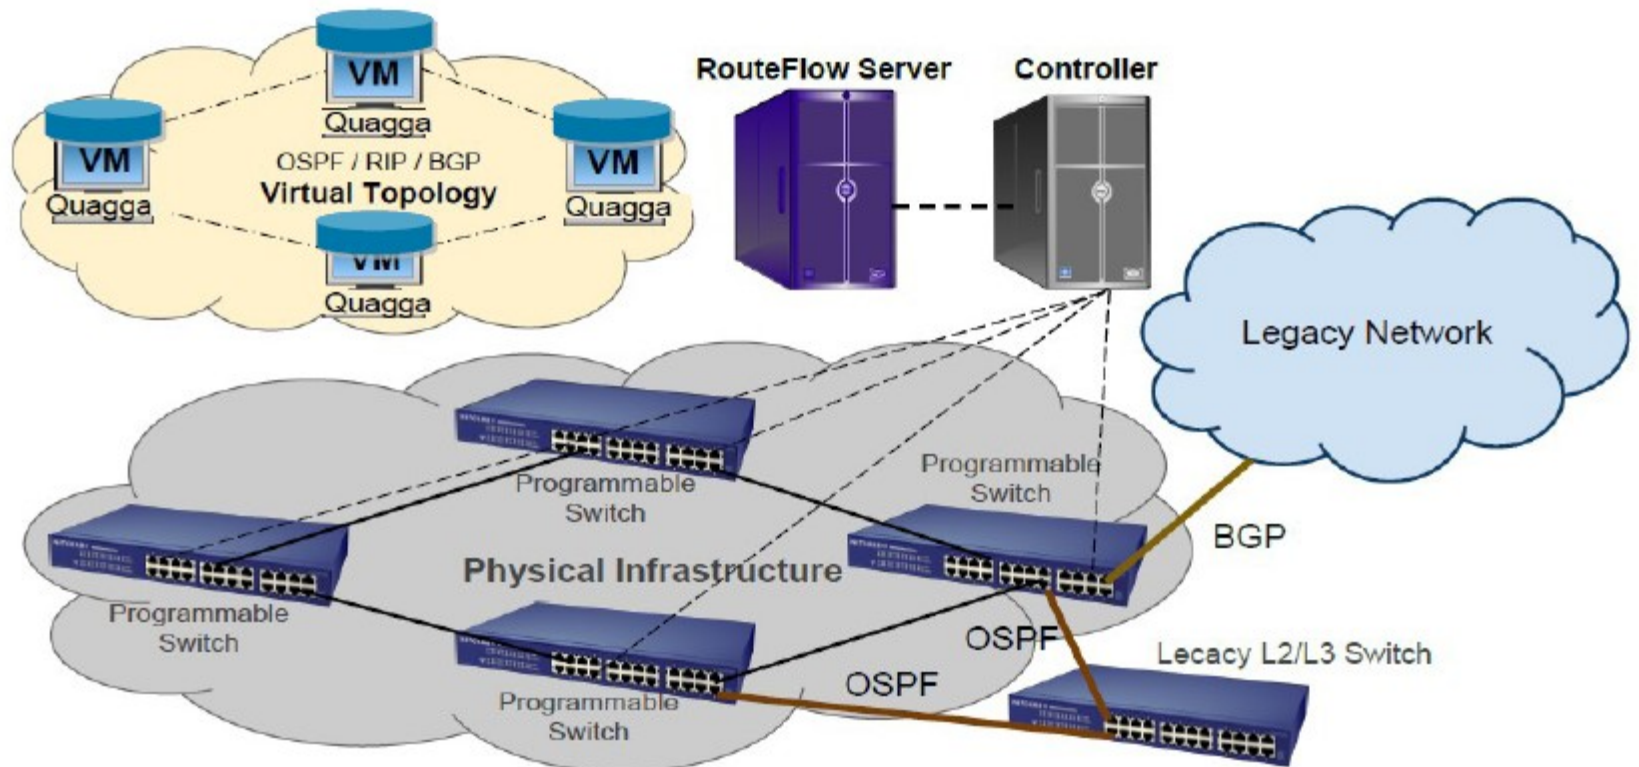 RouteFlow Server
Controller
VM
Quagga
VM
Quagga
OSPF / RIP / BGP
Virtual Topology
VM
Quagga
VM
Quagga
Legacy Network
Programmable
Switch
Programmable
Switch
BGP
Physical Infrastructure
Programmable
Switch
OSPF
Lecacy L2/L3 Switch
OSPF
Programmable
Switch